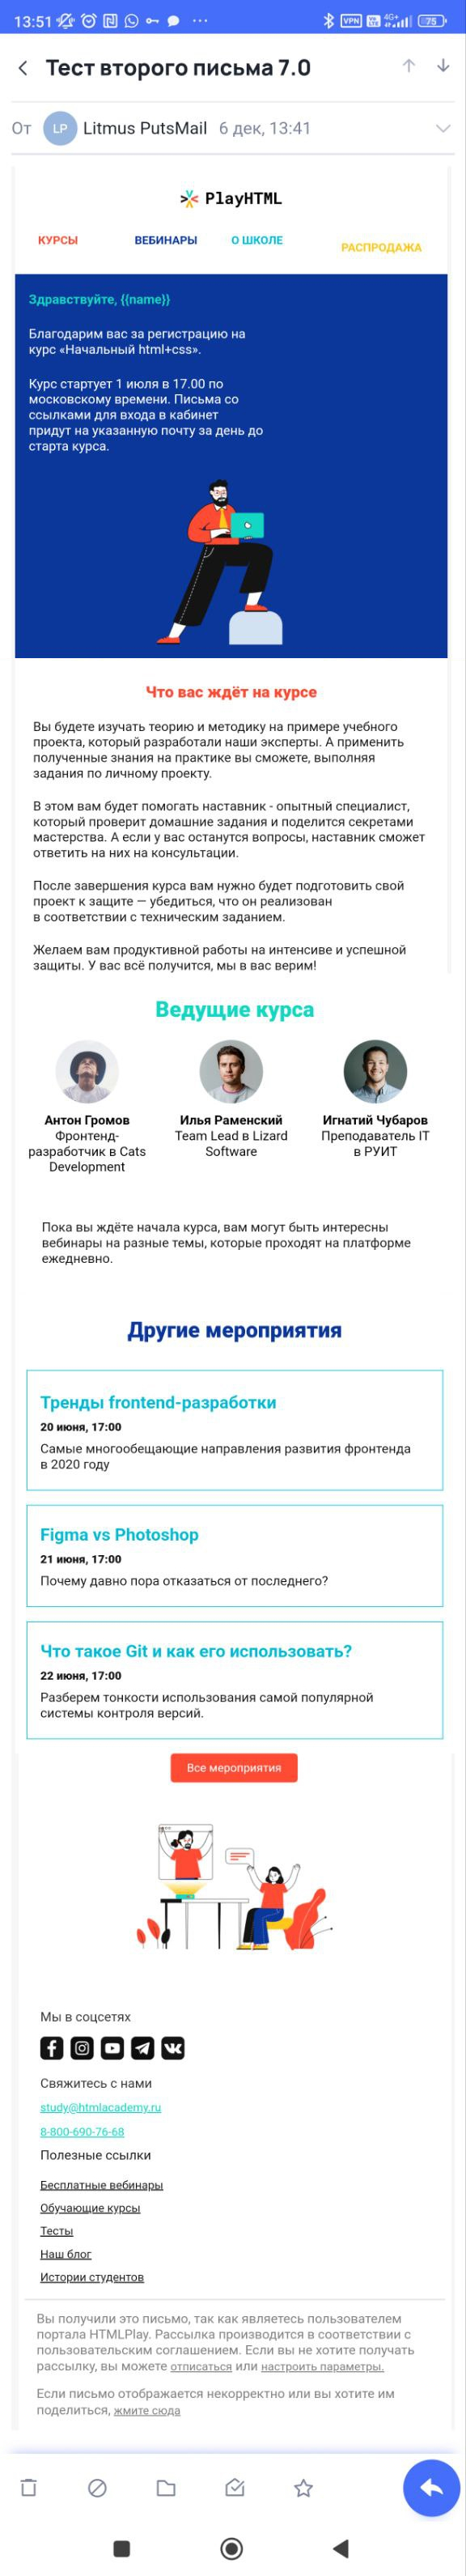 13:51
VPN
4G+
75
Тест второго письма 7.0
От LP Litmus PutsMail 6 дек, 13:41
PlayHTML
КУРСЫ ВЕБИНАРЫ О ШКОЛЕ РАСПРОДАЖА
Здравствуйте, {{name}}
Благодарим вас за регистрацию на
курс «Начальный html+css».
Курс стартует 1 июля в 17.00 по
московскому времени. Письма со
ссылками для входа в кабинет
придут на указанную почту за день до
старта курса.
Что вас ждёт на курсе
Вы будете изучать теорию и методику на примере учебного
проекта, который разработали наши эксперты. А применить
полученные знания на практике вы сможете, выполняя
задания по личному проекту.
В этом вам будет помогать наставник - опытный специалист,
который проверит домашние задания и поделится секретами
мастерства. А если у вас останутся вопросы, наставник сможет
ответить на них на консультации.
После завершения курса вам нужно будет подготовить свой
проект к защите — убедиться, что он реализован
в соответствии с техническим заданием.
Желаем вам продуктивной работы на интенсиве и успешной
защиты. У вас всё получится, мы в вас верим!
Ведущие курса
Антон Громов
Фронтенд-
разработчик в Cats
Development
Илья Раменский
Team Lead в Lizard
Software
Игнатий Чубаров
Преподаватель IT
в РУИТ
Пока вы ждёте начала курса, вам могут быть интересны
вебинары на разные темы, которые проходят на платформе
ежедневно.
Другие мероприятия
Тренды frontend-разработки
20 июня, 17:00
Самые многообещающие направления развития фронтенда
в 2020 году
Figma vs Photoshop
21 июня, 17:00
Почему давно пора отказаться от последнего?
Что такое Git и как его использовать?
22 июня, 17:00
Разберем тонкости использования самой популярной
системы контроля версий.
Все мероприятия
Мы в соцсетях
Свяжитесь с нами
study@htmlacademy.ru
8-800-690-76-68
Полезные ссылки
Бесплатные вебинары
Обучающие курсы
Тесты
Наш блог
Истории студентов
Вы получили это письмо, так как являетесь пользователем
портала HTMLPlay. Рассылка производится в соответствии с
пользовательским соглашением. Если вы не хотите получать
рассылку, вы можете отписаться или настроить параметры.
Если письмо отображается некорректно или вы хотите им
поделиться, жмите сюда